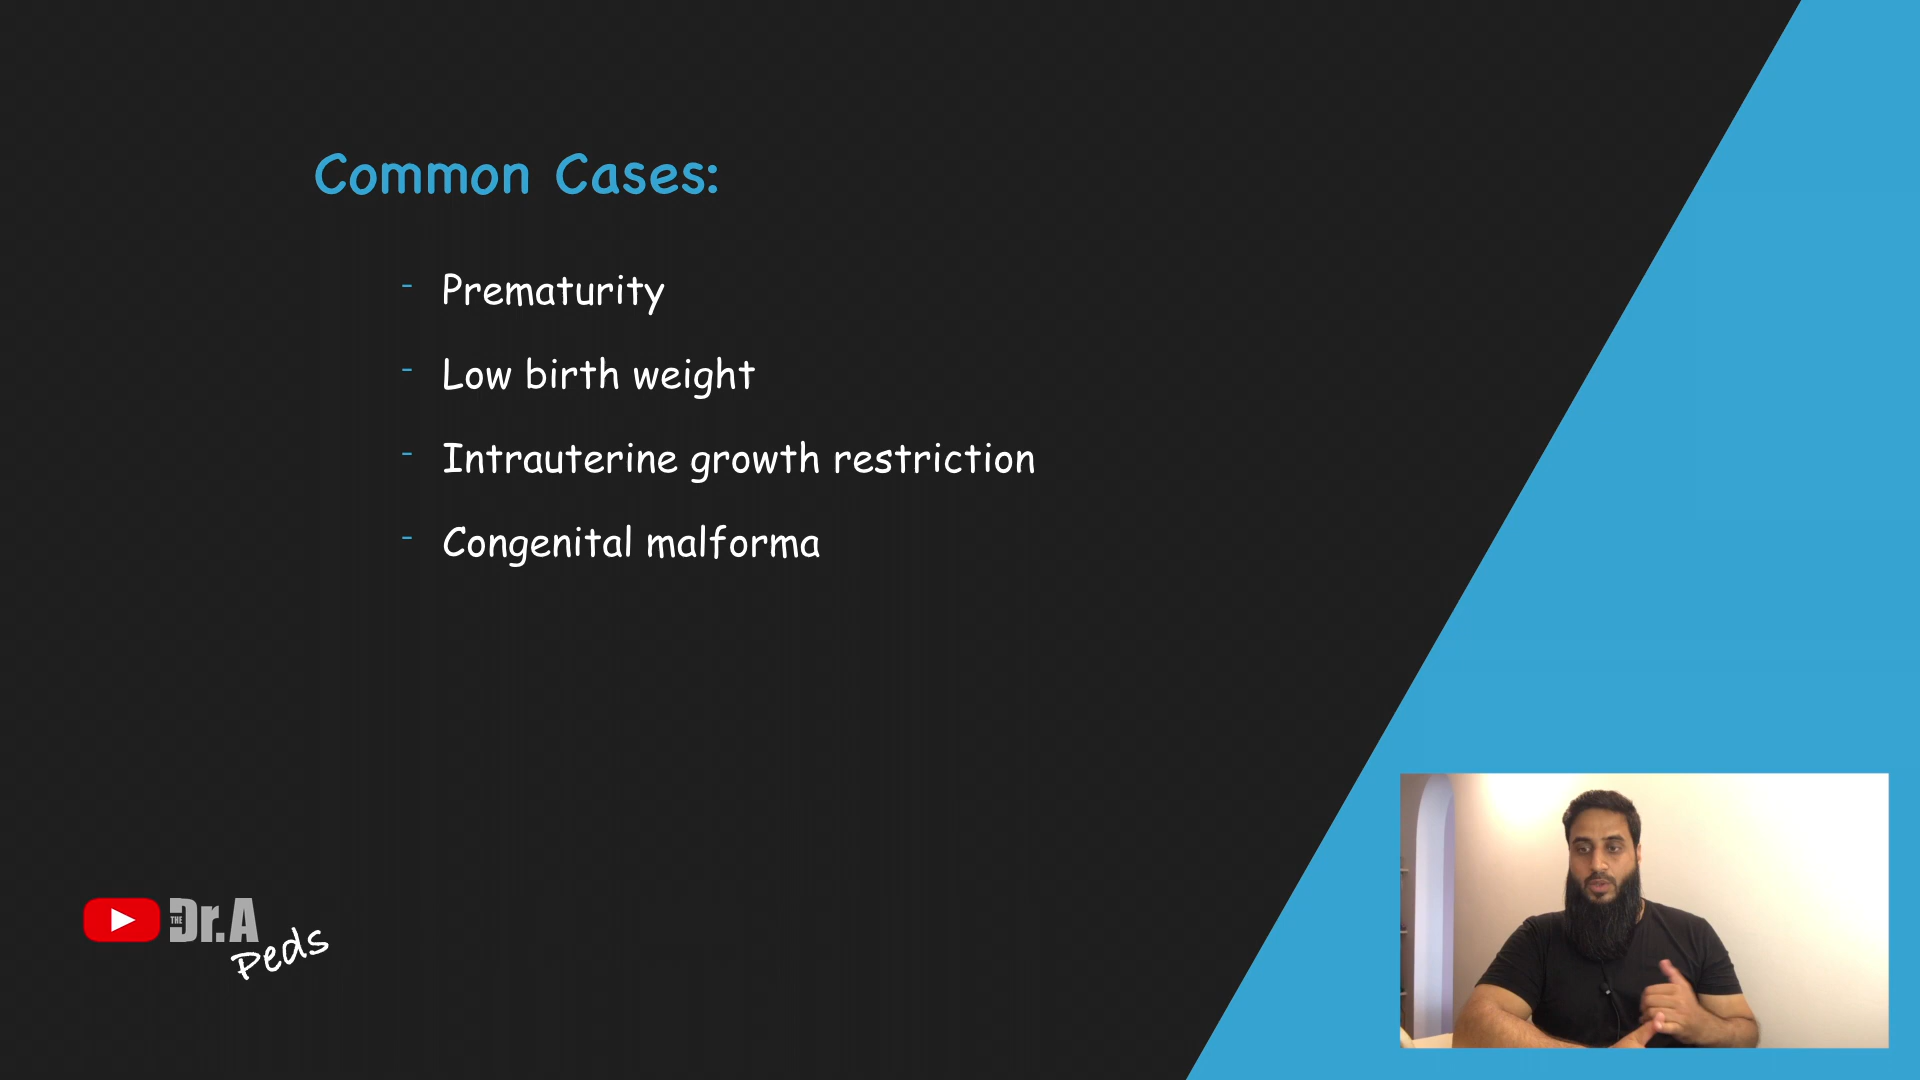 Common Cases:
- Prematurity
- Low birth weight
- Intrauterine growth restriction
- Congenital malforma
THE Dr.A
Peds